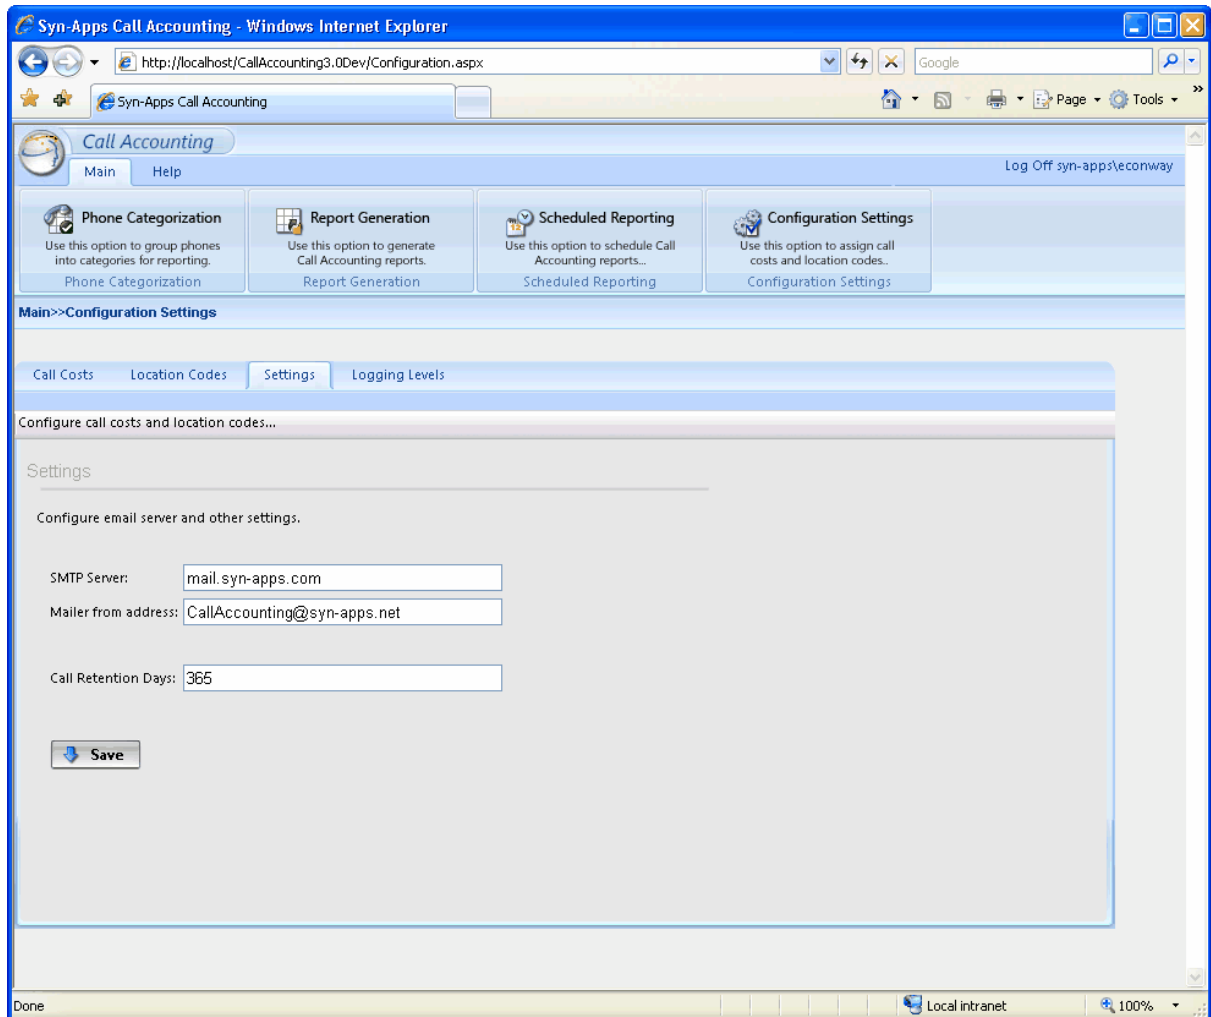 Syn-Apps Call Accounting - Windows Internet Explorer
http://localhost/CallAccounting3.0Dev/Configuration.aspx
Google
Syn-Apps Call Accounting
Page
Tools
»
Call Accounting
Main Help
Log Off syn-apps\econway
Phone Categorization
Use this option to group phones
into categories for reporting.
Phone Categorization
Report Generation
Use this option to generate
Call Accounting reports.
Report Generation
Scheduled Reporting
Use this option to schedule Call
Accounting reports...
Scheduled Reporting
Configuration Settings
Use this option to assign call
costs and location codes..
Configuration Settings
Main>>Configuration Settings
Call Costs Location Codes Settings Logging Levels
Configure call costs and location codes...
Settings
Configure email server and other settings.
SMTP Server: mail.syn-apps.com
Mailer from address: CallAccounting@syn-apps.net
Call Retention Days: 365
Save
Done Local intranet 100%